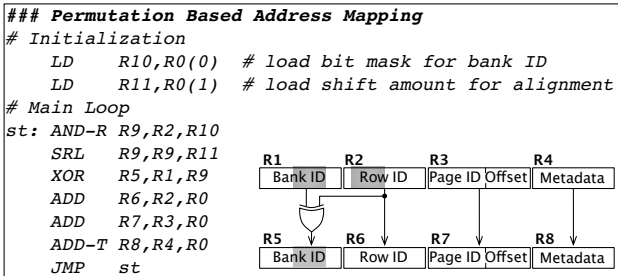 ### Permutation Based Address Mapping
# Initialization
LD R10,R0(0) # load bit mask for bank ID
LD R11,R0(1) # load shift amount for alignment
# Main Loop
st: AND-R R9,R2,R10
SRL R9,R9,R11
XOR R5,R1,R9
ADD R6,R2,R0
ADD R7,R3,R0
ADD-T R8,R4,R0
JMP st
R1 R2 R3 R4
Bank ID Row ID Page ID Offset Metadata
R5 R6 R7 R8
Bank ID Row ID Page ID Offset Metadata